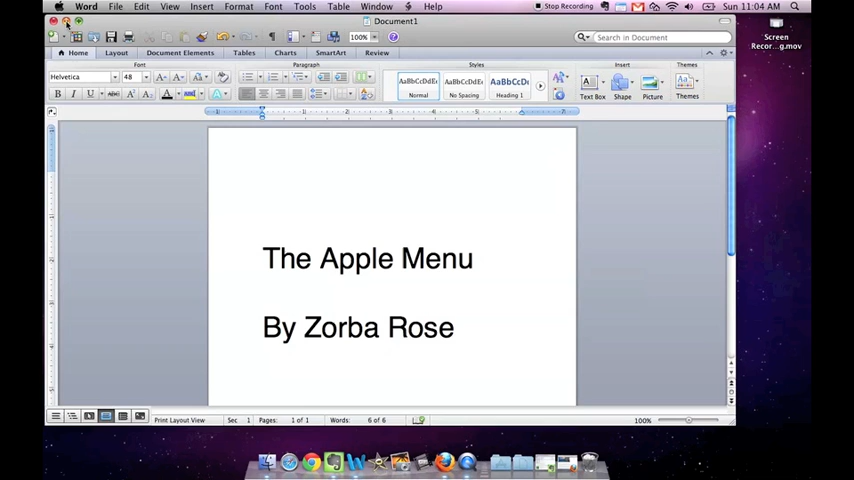 Word File Edit View Insert Format Font Tools Table Window Help Stop Recording Sun 11:04 AM
Document1
100% Search in Document
Home Layout Document Elements Tables Charts SmartArt Review
Font Paragraph Styles Insert Themes
Helvetica 48
Normal No Spacing Heading 1 Text Box Shape Picture Themes
Screen
Recor...g.mov
The Apple Menu
By Zorba Rose
Print Layout View Sec 1 Pages: 1 of 1 Words: 6 of 6 100%